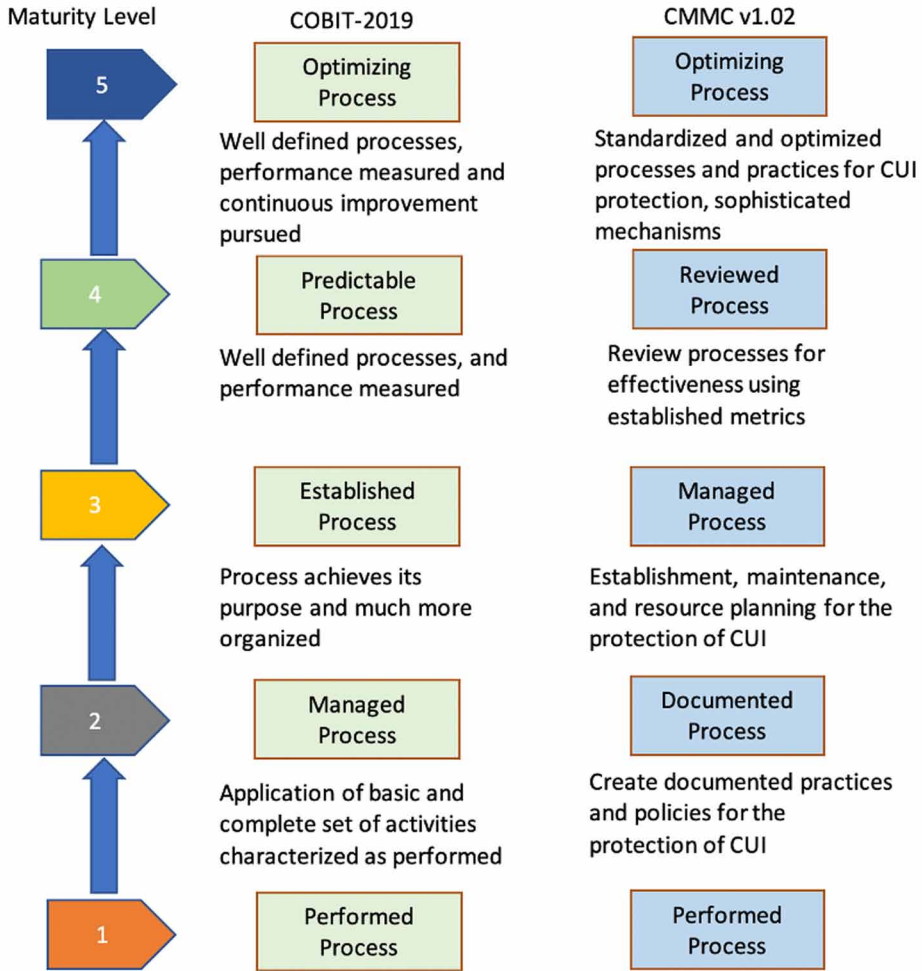 Maturity Level
COBIT-2019
CMMC v1.02
5
Optimizing
Process
Optimizing
Process
Well defined processes,
performance measured and
continuous improvement
pursued
Standardized and optimized
processes and practices for CUI
protection, sophisticated
mechanisms
4
Predictable
Process
Reviewed
Process
Well defined processes, and
performance measured
Review processes for
effectiveness using
established metrics
3
Established
Process
Managed
Process
Process achieves its
purpose and much more
organized
Establishment, maintenance,
and resource planning for the
protection of CUI
2
Managed
Process
Documented
Process
Application of basic and
complete set of activities
characterized as performed
Create documented practices
and policies for the
protection of CUI
1
Performed
Process
Performed
Process